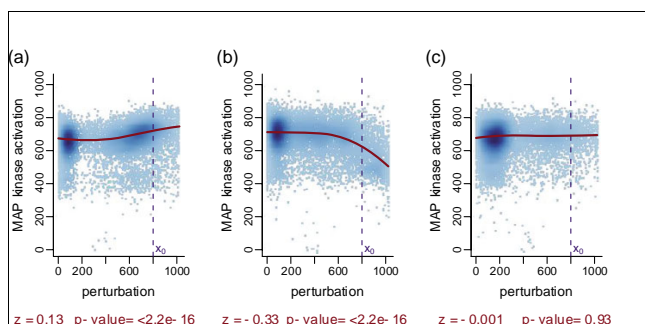 (a) (b) (c)
MAP kinase activation MAP kinase activation MAP kinase activation
1000 1000 1000
800 800 800
600 600 600
400 400 400
200 200 200
0 0 0
x0 x0 x0
0 200 600 1000 0 200 600 1000 0 200 600 1000
perturbation perturbation perturbation
z = 0.13 p- value= <2.2e- 16 z = - 0.33 p- value= <2.2e- 16 z = - 0.001 p- value= 0.93